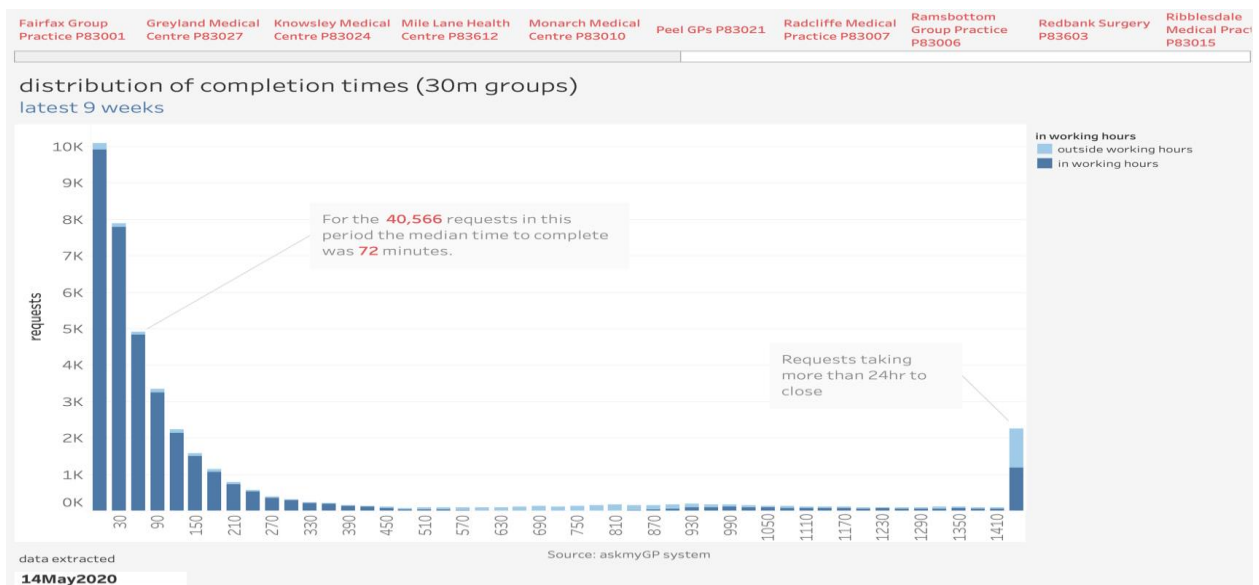 Fairfax Group
Practice P83001
Greyland Medical
Centre P83027
Knowsley Medical
Centre P83024
Mile Lane Health
Centre P83612
Monarch Medical
Centre P83010
Peel GPs P83021
Radcliffe Medical
Practice P83007
Ramsbottom
Group Practice
P83006
Redbank Surgery
P83603
Ribblesdale
Medical Pract
P83015
distribution of completion times (30m groups)
latest 9 weeks
in working hours
outside working hours
in working hours
10K
9K
8K
7K
6K
5K
4K
3K
2K
1K
0K
requests
For the 40,566 requests in this
period the median time to complete
was 72 minutes.
Requests taking
more than 24hr to
close
30
90
150
210
270
330
390
450
510
570
630
690
750
810
870
930
990
1050
1110
1170
1230
1290
1350
1410
Source: askmyGP system
data extracted
14May2020